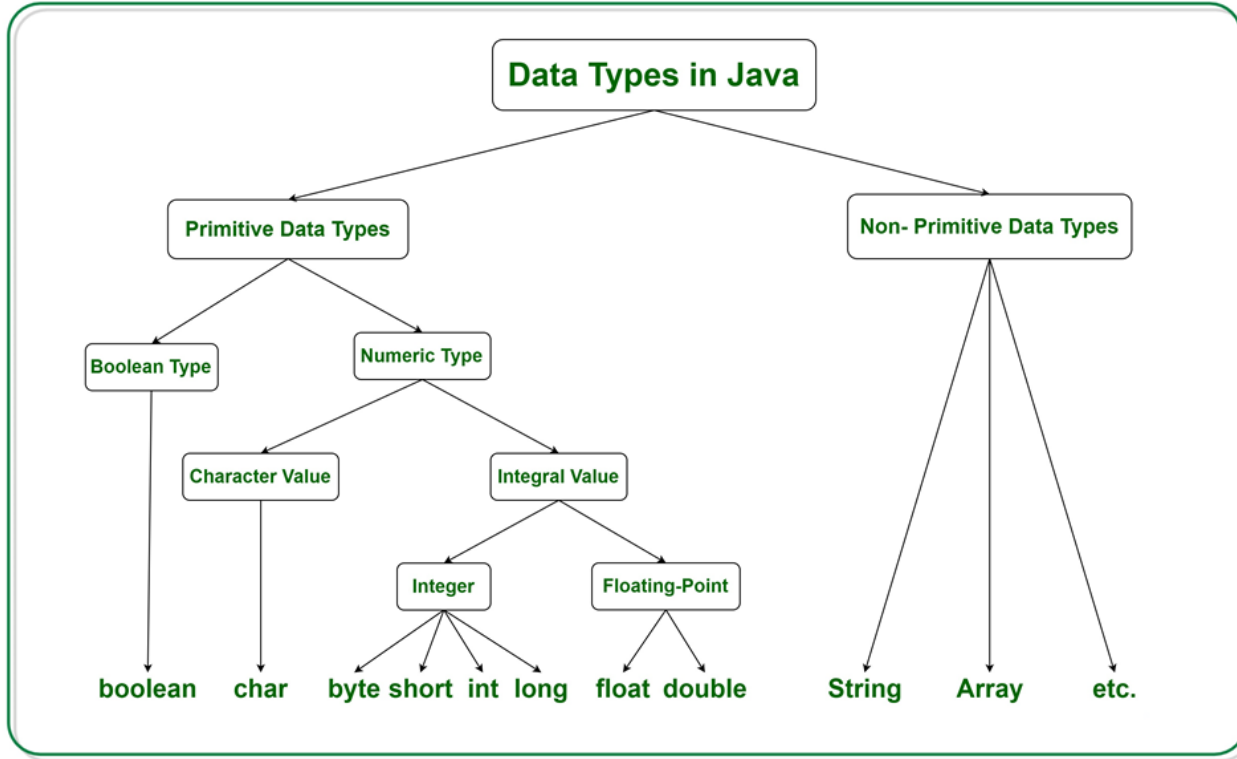 Data Types in Java
Primitive Data Types
Non- Primitive Data Types
Boolean Type
Numeric Type
Character Value
Integral Value
Integer
Floating-Point
boolean
char
byte
short
int
long
float
double
String
Array
etc.